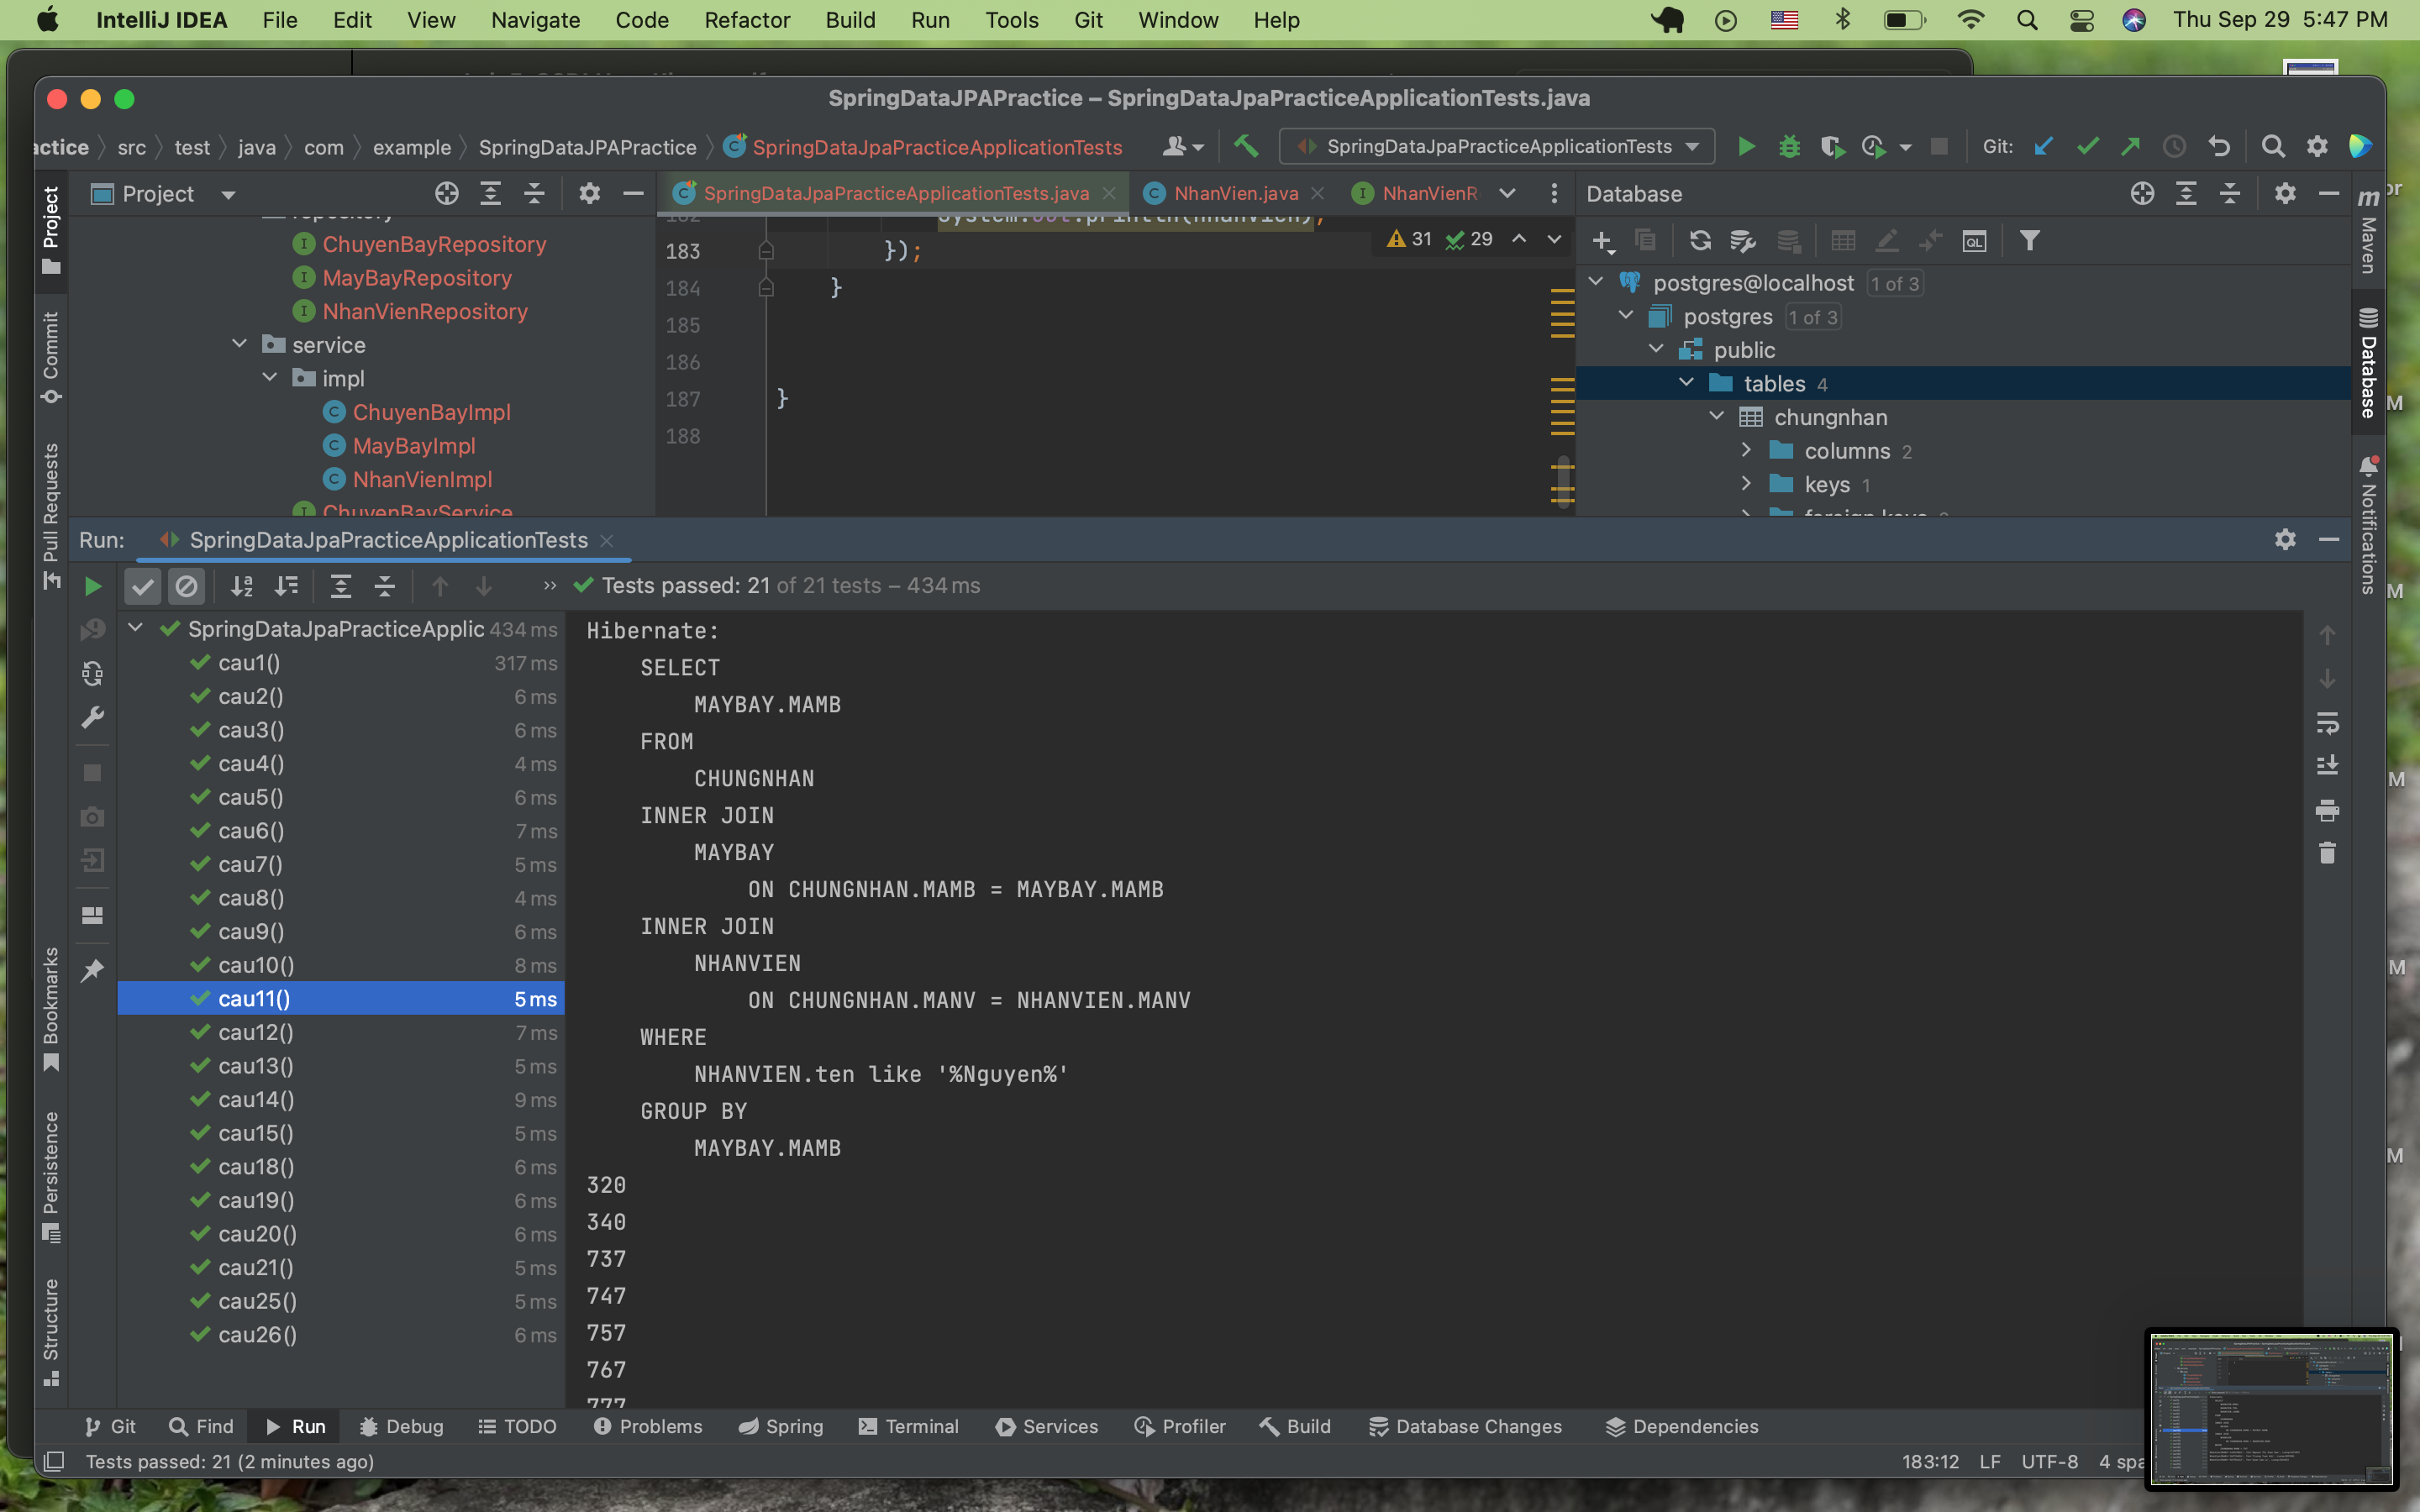 IntelliJ IDEA File Edit View Navigate Code Refactor Build Run Tools Git Window Help Thu Sep 29 5:47 PM
SpringDataJPAPractice – SpringDataJpaPracticeApplicationTests.java
actice src test java com example SpringDataJPAPractice SpringDataJpaPracticeApplicationTests SpringDataJpaPracticeApplicationTests Git:
Project SpringDataJpaPracticeApplicationTests.java NhanVien.java NhanVienR Database
repository
ChuyenBayRepository
MayBayRepository
NhanVienRepository
service
impl
ChuyenBayImpl
MayBayImpl
NhanVienImpl
ChuyenBayService
182 System.out.println(nhanVien);
183 });
184 }
185
186
187 }
188
31 29
postgres@localhost 1 of 3
postgres 1 of 3
public
tables 4
chungnhan
columns 2
keys 1
foreign keys
Project
Commit
Pull Requests
Bookmarks
Persistence
Structure
m
Maven
Database
Notifications
Run: SpringDataJpaPracticeApplicationTests
Tests passed: 21 of 21 tests – 434 ms
SpringDataJpaPracticeApplic 434 ms
cau1() 317 ms
cau2() 6 ms
cau3() 6 ms
cau4() 4 ms
cau5() 6 ms
cau6() 7 ms
cau7() 5 ms
cau8() 4 ms
cau9() 6 ms
cau10() 8 ms
cau11() 5 ms
cau12() 7 ms
cau13() 5 ms
cau14() 9 ms
cau15() 5 ms
cau18() 6 ms
cau19() 6 ms
cau20() 6 ms
cau21() 5 ms
cau25() 5 ms
cau26() 6 ms
Hibernate:
SELECT
MAYBAY.MAMB
FROM
CHUNGNHAN
INNER JOIN
MAYBAY
ON CHUNGNHAN.MAMB = MAYBAY.MAMB
INNER JOIN
NHANVIEN
ON CHUNGNHAN.MANV = NHANVIEN.MANV
WHERE
NHANVIEN.ten like '%Nguyen%'
GROUP BY
MAYBAY.MAMB
320
340
737
747
757
767
777
Git Find Run Debug TODO Problems Spring Terminal Services Profiler Build Database Changes Dependencies
Tests passed: 21 (2 minutes ago) 183:12 LF UTF-8 4 spa